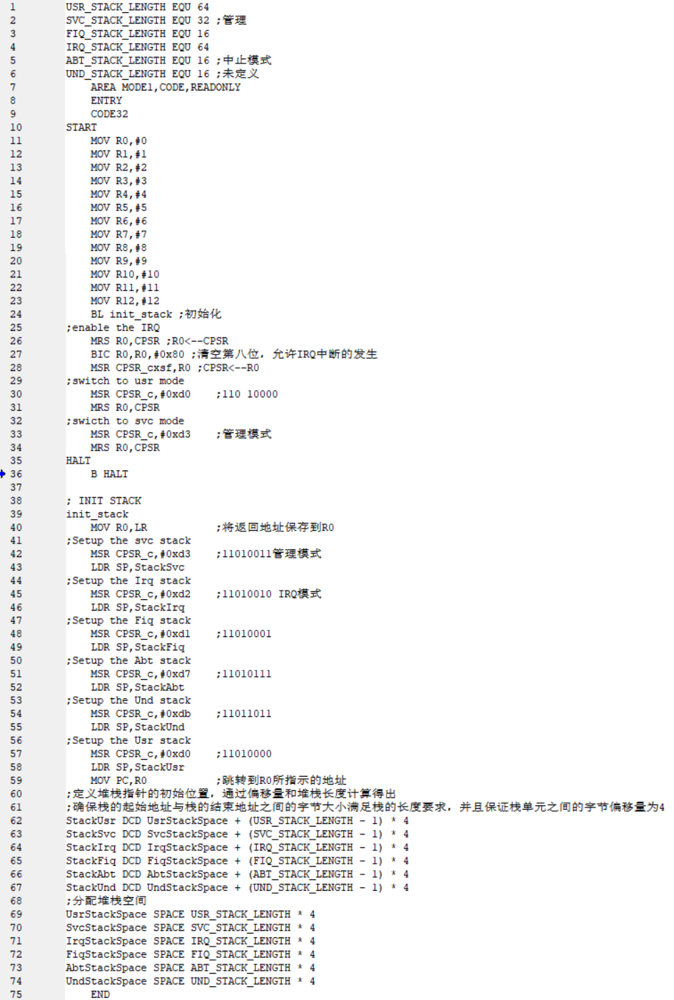 1 USR_STACK_LENGTH EQU 64
2 SVC_STACK_LENGTH EQU 32 ;管理
3 FIQ_STACK_LENGTH EQU 16
4 IRQ_STACK_LENGTH EQU 64
5 ABT_STACK_LENGTH EQU 16 ;中止模式
6 UND_STACK_LENGTH EQU 16 ;未定义
7 AREA MODE1,CODE,READONLY
8 ENTRY
9 CODE32
10 START
11 MOV R0,#0
12 MOV R1,#1
13 MOV R2,#2
14 MOV R3,#3
15 MOV R4,#4
16 MOV R5,#5
17 MOV R6,#6
18 MOV R7,#7
19 MOV R8,#8
20 MOV R9,#9
21 MOV R10,#10
22 MOV R11,#11
23 MOV R12,#12
24 BL init_stack ;初始化
25 ;enable the IRQ
26 MRS R0,CPSR ;R0<--CPSR
27 BIC R0,R0,#0x80 ;清空第八位，允许IRQ中断的发生
28 MSR CPSR_cxsf,R0 ;CPSR<--R0
29 ;switch to usr mode
30 MSR CPSR_c,#0xd0 ;110 10000
31 MRS R0,CPSR
32 ;swicth to svc mode
33 MSR CPSR_c,#0xd3 ;管理模式
34 MRS R0,CPSR
35 HALT
36 B HALT
37
38 ; INIT STACK
39 init_stack
40 MOV R0,LR ;将返回地址保存到R0
41 ;Setup the svc stack
42 MSR CPSR_c,#0xd3 ;11010011管理模式
43 LDR SP,StackSvc
44 ;Setup the Irq stack
45 MSR CPSR_c,#0xd2 ;11010010 IRQ模式
46 LDR SP,StackIrq
47 ;Setup the Fiq stack
48 MSR CPSR_c,#0xd1 ;11010001
49 LDR SP,StackFiq
50 ;Setup the Abt stack
51 MSR CPSR_c,#0xd7 ;11010111
52 LDR SP,StackAbt
53 ;Setup the Und stack
54 MSR CPSR_c,#0xdb ;11011011
55 LDR SP,StackUnd
56 ;Setup the Usr stack
57 MSR CPSR_c,#0xd0 ;11010000
58 LDR SP,StackUsr
59 MOV PC,R0 ;跳转到R0所指示的地址
60 ;定义堆栈指针的初始位置，通过偏移量和堆栈长度计算得出
61 ;确保栈的起始地址与栈的结束地址之间的字节大小满足栈的长度要求，并且保证栈单元之间的字节偏移量为4
62 StackUsr DCD UsrStackSpace + (USR_STACK_LENGTH - 1) * 4
63 StackSvc DCD SvcStackSpace + (SVC_STACK_LENGTH - 1) * 4
64 StackIrq DCD IrqStackSpace + (IRQ_STACK_LENGTH - 1) * 4
65 StackFiq DCD FiqStackSpace + (FIQ_STACK_LENGTH - 1) * 4
66 StackAbt DCD AbtStackSpace + (ABT_STACK_LENGTH - 1) * 4
67 StackUnd DCD UndStackSpace + (UND_STACK_LENGTH - 1) * 4
68 ;分配堆栈空间
69 UsrStackSpace SPACE USR_STACK_LENGTH * 4
70 SvcStackSpace SPACE SVC_STACK_LENGTH * 4
71 IrqStackSpace SPACE IRQ_STACK_LENGTH * 4
72 FiqStackSpace SPACE FIQ_STACK_LENGTH * 4
73 AbtStackSpace SPACE ABT_STACK_LENGTH * 4
74 UndStackSpace SPACE UND_STACK_LENGTH * 4
75 END